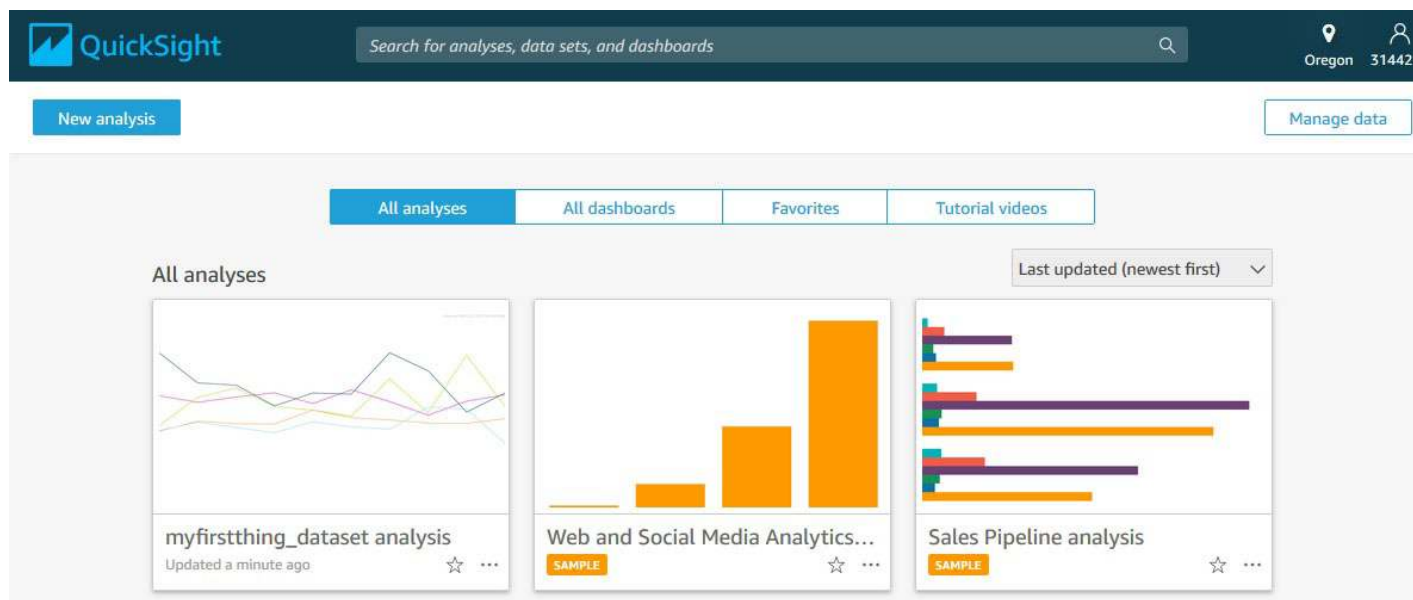 QuickSight
Search for analyses, data sets, and dashboards
Oregon 31442
New analysis
Manage data
All analyses
All dashboards
Favorites
Tutorial videos
All analyses
Last updated (newest first)
myfirstthing_dataset analysis
Updated a minute ago
Web and Social Media Analytics...
SAMPLE
Sales Pipeline analysis
SAMPLE